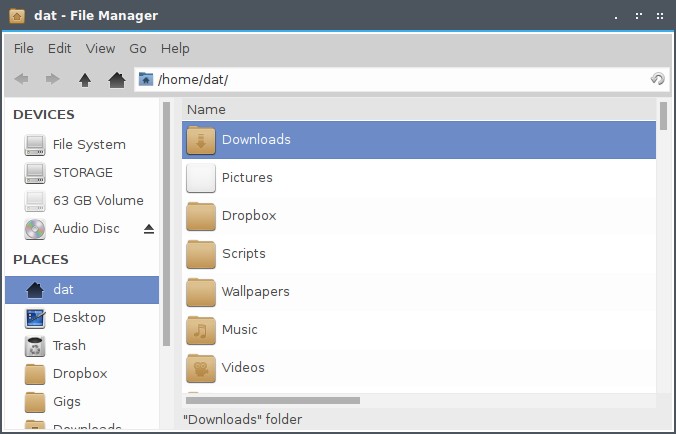 dat - File Manager
File Edit View Go Help
/home/dat/
DEVICES
File System
STORAGE
63 GB Volume
Audio Disc
PLACES
dat
Desktop
Trash
Dropbox
Gigs
Downloads
Name
Downloads
Pictures
Dropbox
Scripts
Wallpapers
Music
Videos
"Downloads" folder